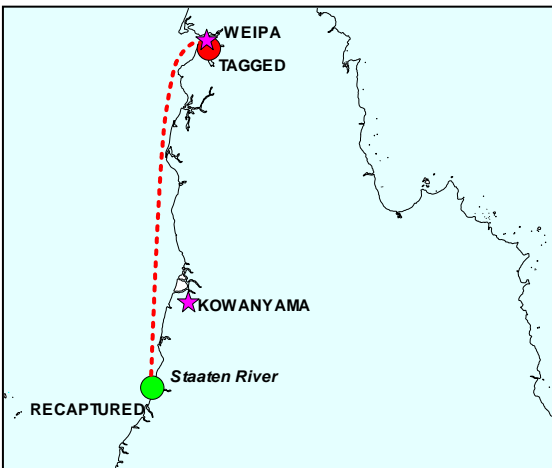 WEIPA
TAGGED
KOWANYAMA
Staaten River
RECAPTURED